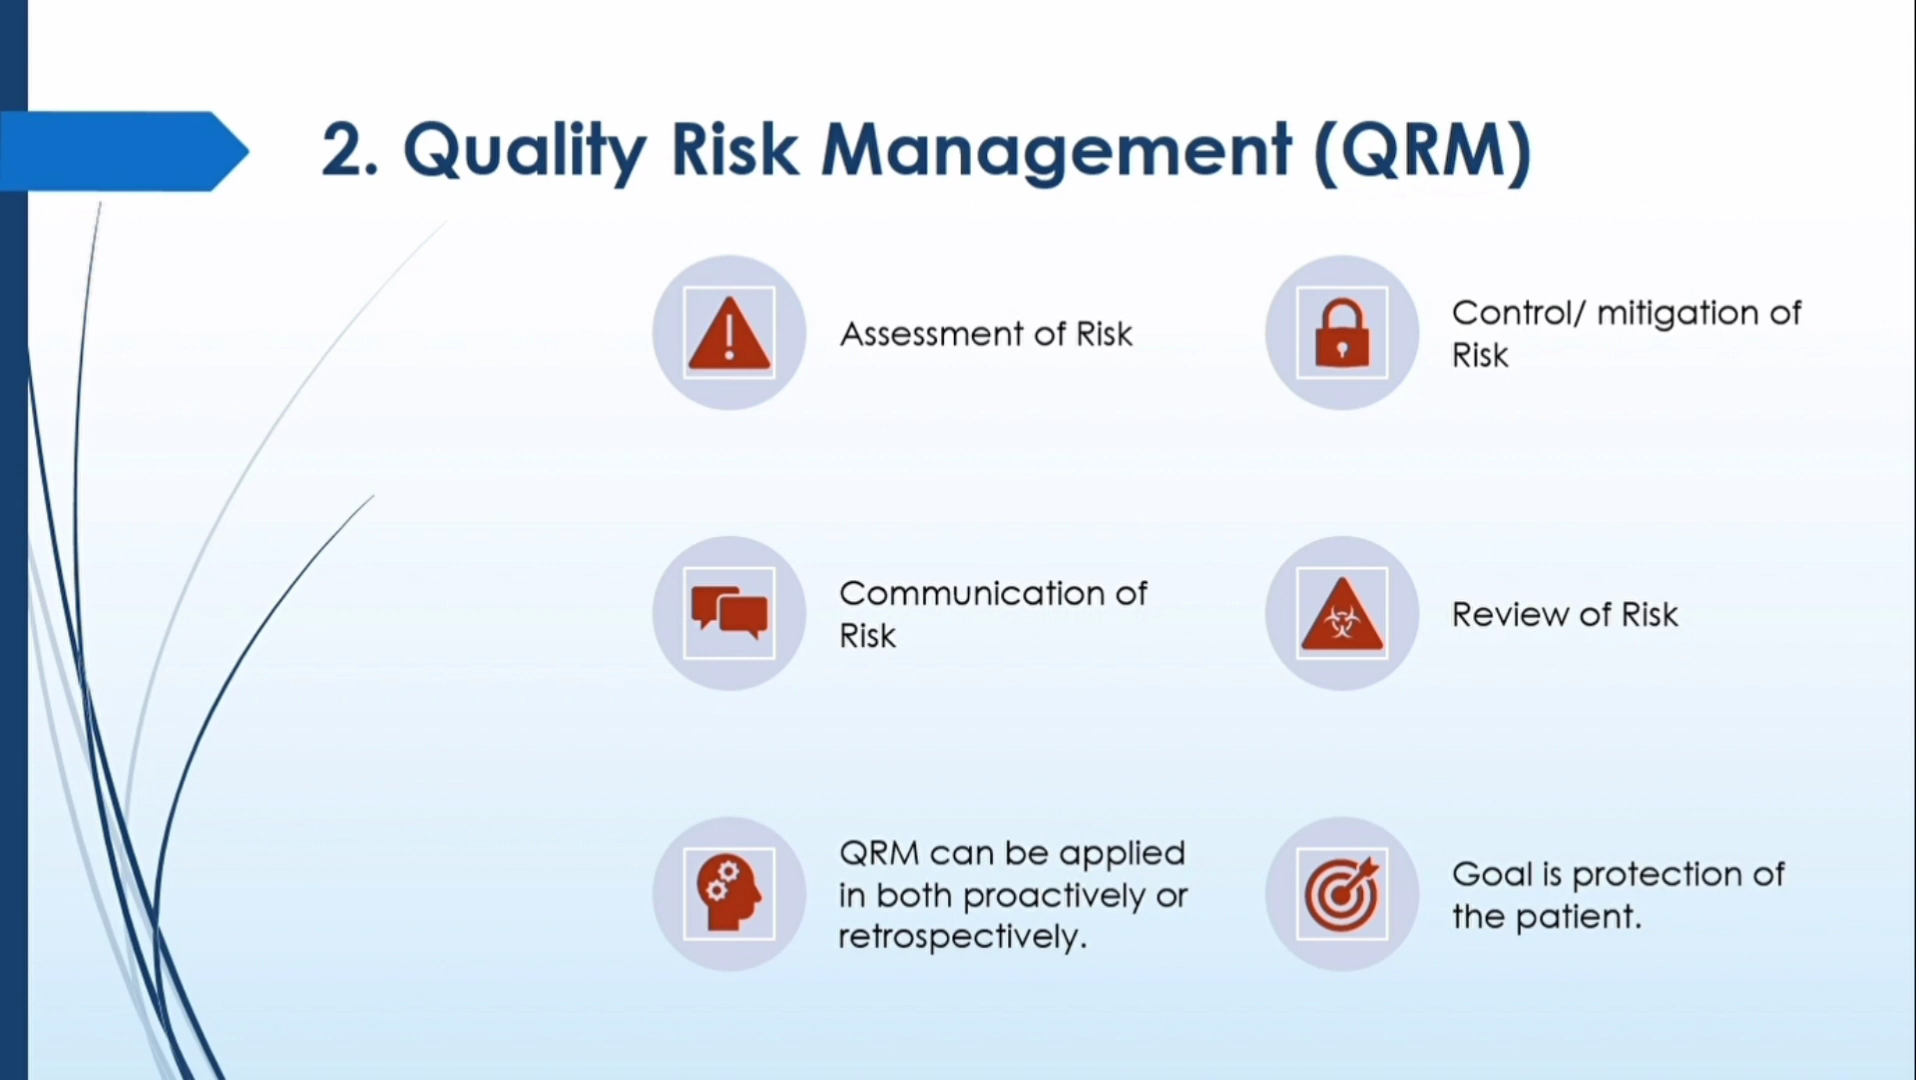 2. Quality Risk Management (QRM)
Assessment of Risk
Control/ mitigation of
Risk
Communication of
Risk
Review of Risk
QRM can be applied
in both proactively or
retrospectively.
Goal is protection of
the patient.